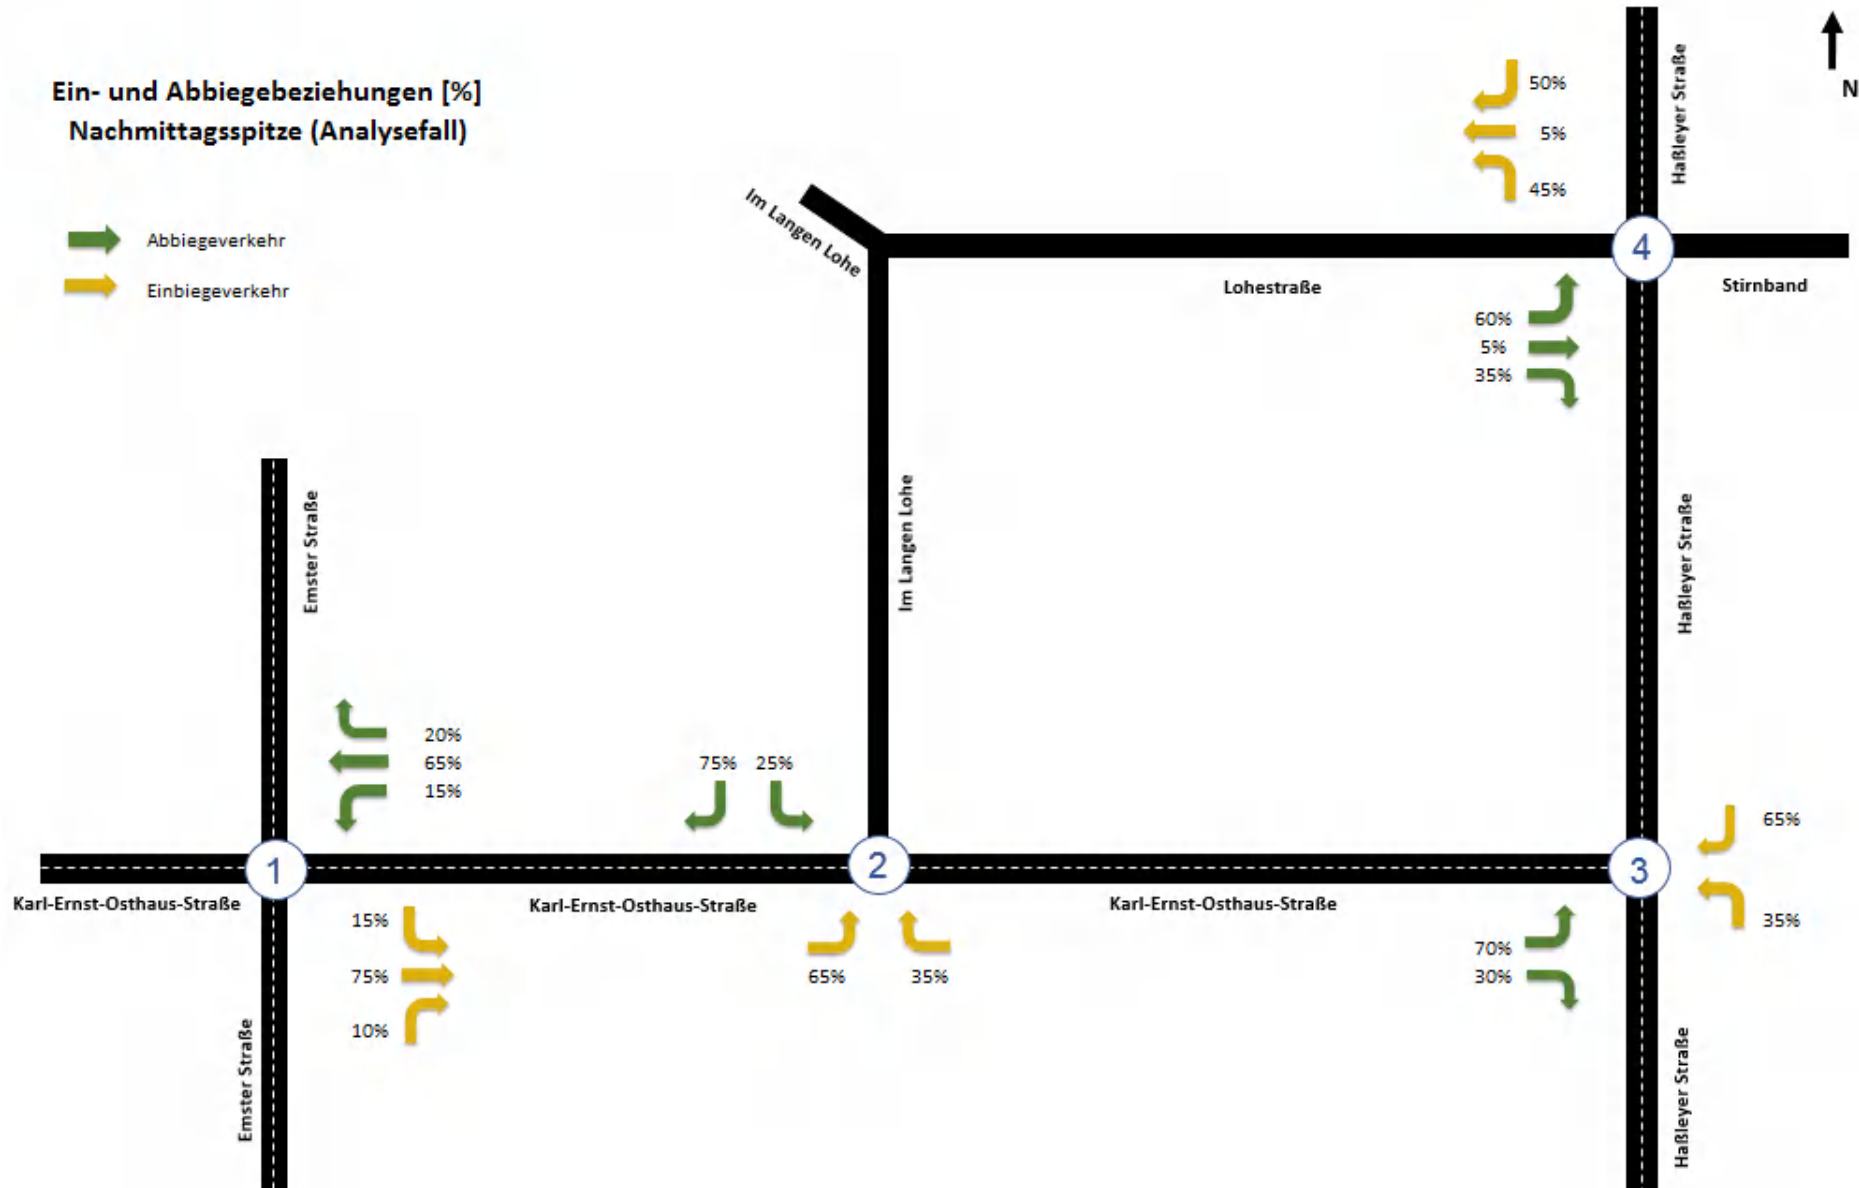 Ein- und Abbiegebeziehungen [%]
Nachmittagsspitze (Analysefall)
Abbiegeverkehr
Einbiegeverkehr
N
Haßleyer Straße
50%
5%
45%
Im Langen Lohe
4
Lohestraße
Stirnband
60%
5%
35%
Emster Straße
Im Langen Lohe
Haßleyer Straße
20%
65%
15%
75% 25%
65%
35%
1
2
3
Karl-Ernst-Osthaus-Straße
Karl-Ernst-Osthaus-Straße
Karl-Ernst-Osthaus-Straße
15%
75%
10%
65%
35%
70%
30%
Emster Straße
Haßleyer Straße